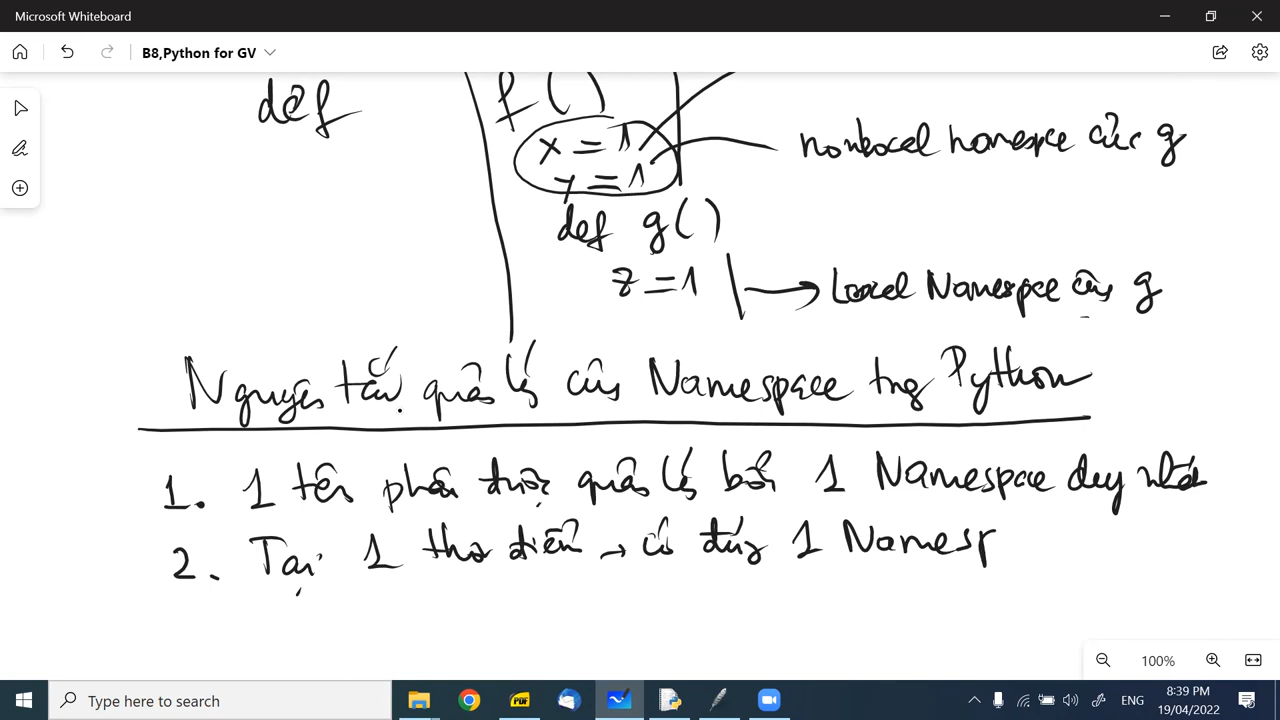 Microsoft Whiteboard
B8,Python for GV
def
f()
x = 1
y = 1
nonlocal namespace của g
def g()
z = 1
Local Namespace của g
Nguyên tắc quản lý của Namespace trong Python
1. 1 tên phải được quản lý bởi 1 Namespace duy nhất
2. Tại 1 thời điểm → có đúng 1 Namesp
100%
Type here to search
ENG
8:39 PM
19/04/2022